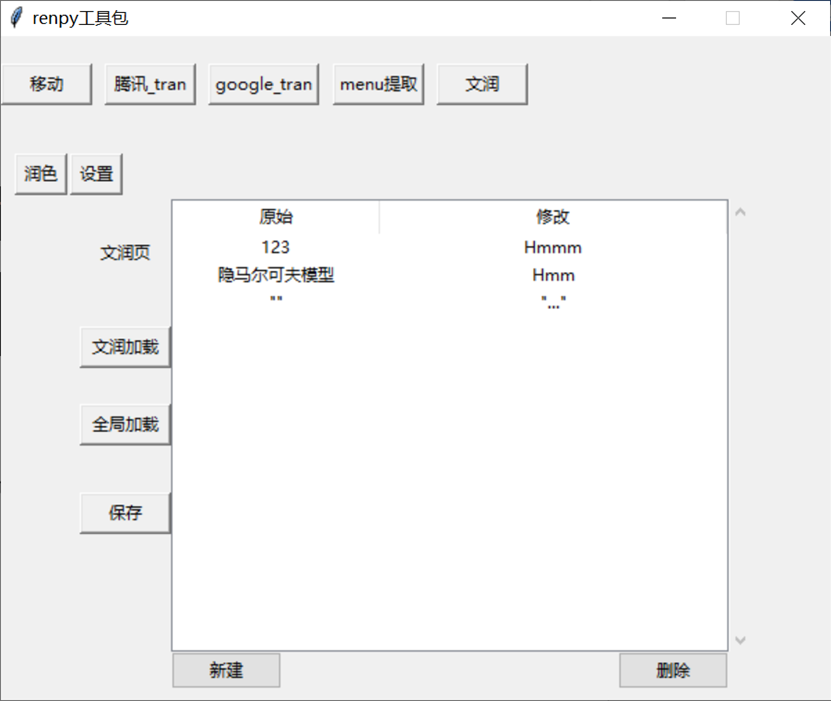 renpy工具包
移动 腾讯_tran google_tran menu提取 文润
润色 设置
原始 修改
文润页
123 Hmmm
隐马尔可夫模型 Hmm
"" "..."
文润加载
全局加载
保存
新建 删除